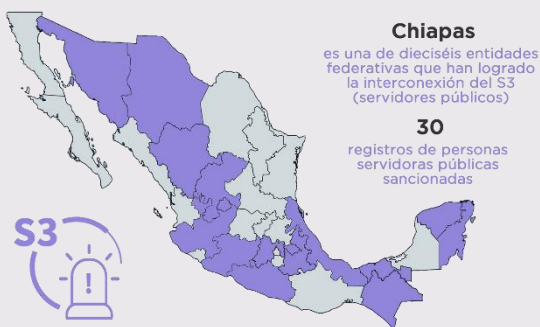 Chiapas
es una de dieciséis entidades
federativas que han logrado
la interconexión del S3
(servidores públicos)
30
registros de personas
servidoras públicas
sancionadas
S3
!